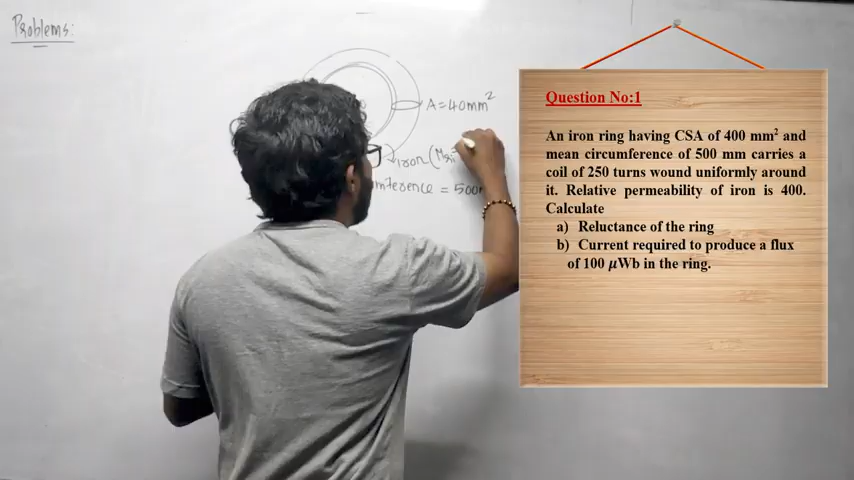 Problems:
A=40mm²
iron (μ
= 500
Question No:1
An iron ring having CSA of 400 mm² and
mean circumference of 500 mm carries a
coil of 250 turns wound uniformly around
it. Relative permeability of iron is 400.
Calculate
a) Reluctance of the ring
b) Current required to produce a flux
of 100 μWb in the ring.